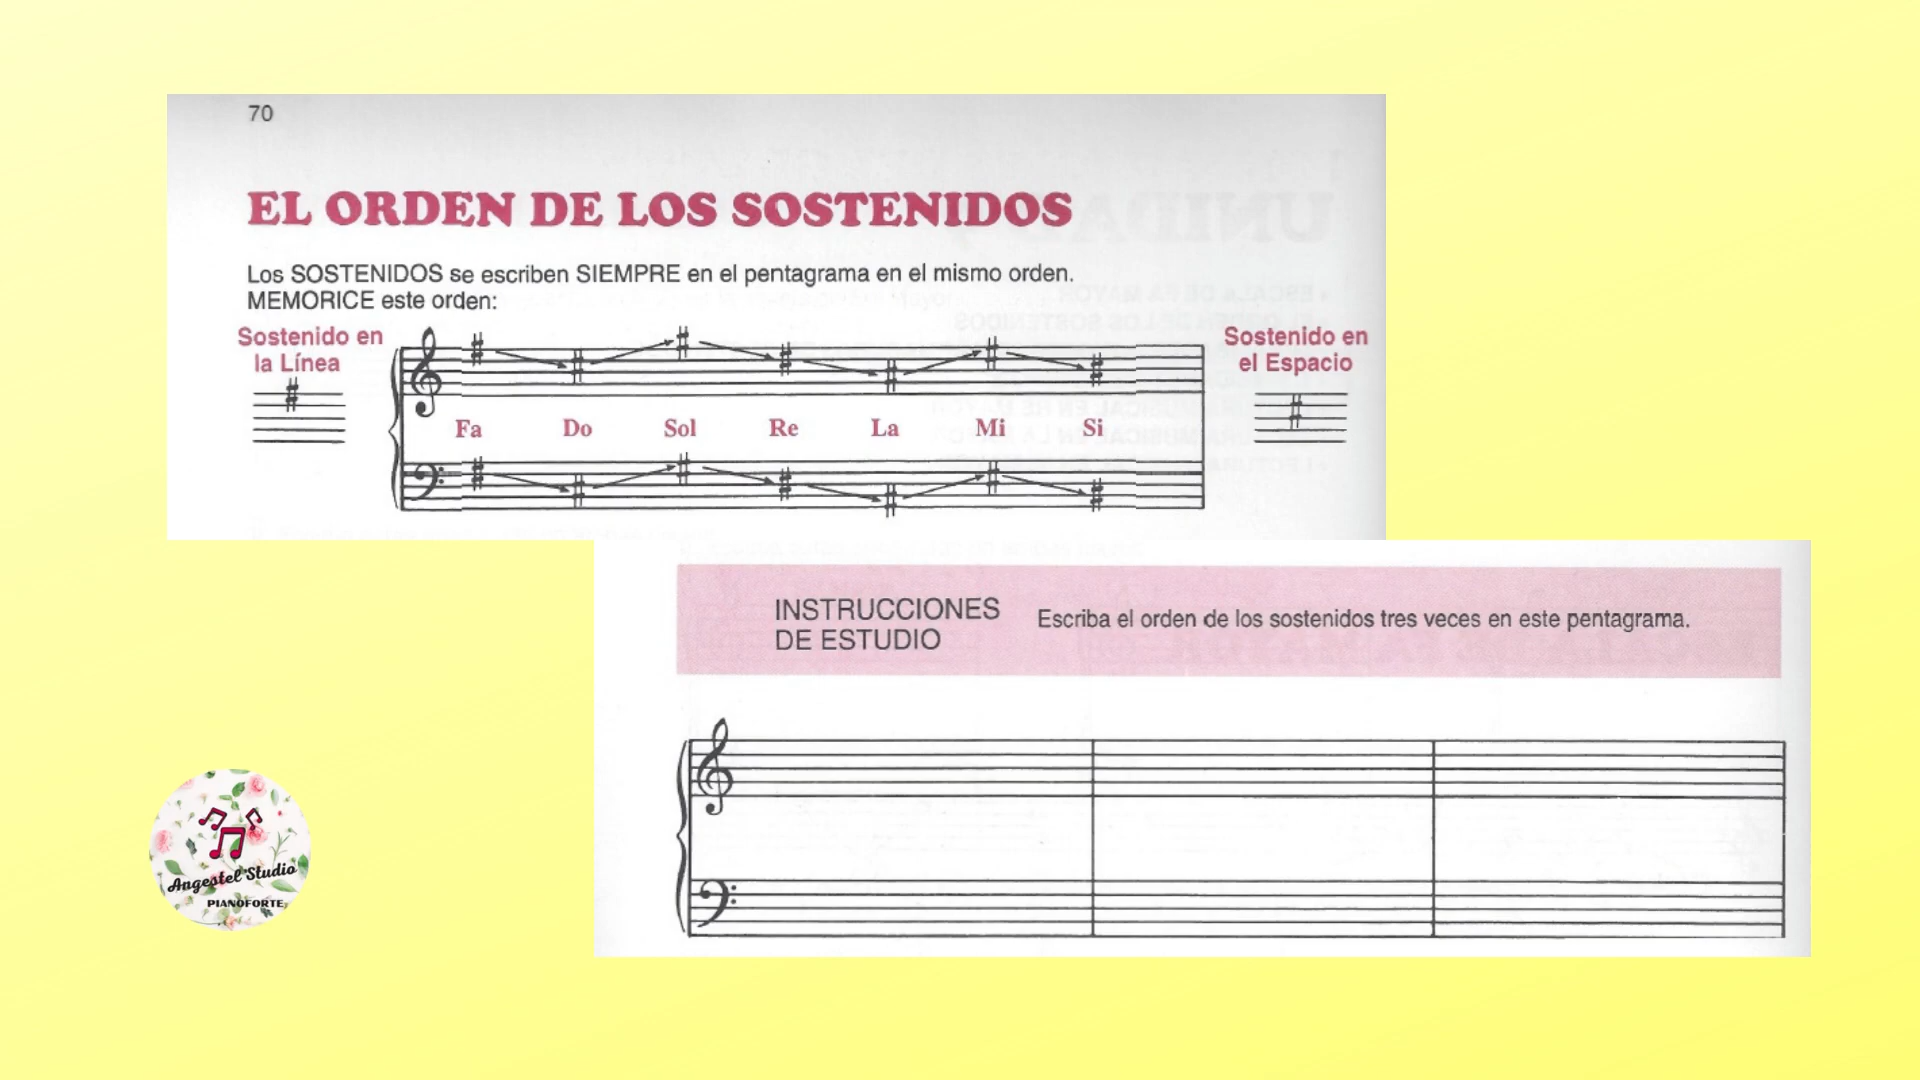 70
EL ORDEN DE LOS SOSTENIDOS
Los SOSTENIDOS se escriben SIEMPRE en el pentagrama en el mismo orden.
MEMORICE este orden:
Sostenido en
la Línea
Fa Do Sol Re La Mi Si
Sostenido en
el Espacio
INSTRUCCIONES
DE ESTUDIO
Escriba el orden de los sostenidos tres veces en este pentagrama.
Angestel Studio
PIANOFORTE